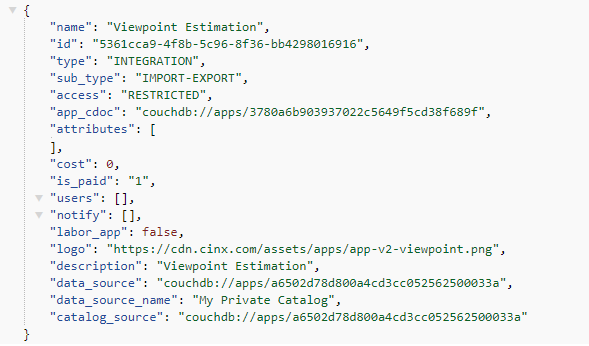 {
"name": "Viewpoint Estimation",
"id": "5361cca9-4f8b-5c96-8f36-bb4298016916",
"type": "INTEGRATION",
"sub_type": "IMPORT-EXPORT",
"access": "RESTRICTED",
"app_cdoc": "couchdb://apps/3780a6b903937022c5649f5cd38f689f",
"attributes": [
],
"cost": 0,
"is_paid": "1",
"users": [],
"notify": [],
"labor_app": false,
"logo": "https://cdn.cinx.com/assets/apps/app-v2-viewpoint.png",
"description": "Viewpoint Estimation",
"data_source": "couchdb://apps/a6502d78d800a4cd3cc052562500033a",
"data_source_name": "My Private Catalog",
"catalog_source": "couchdb://apps/a6502d78d800a4cd3cc052562500033a"
}